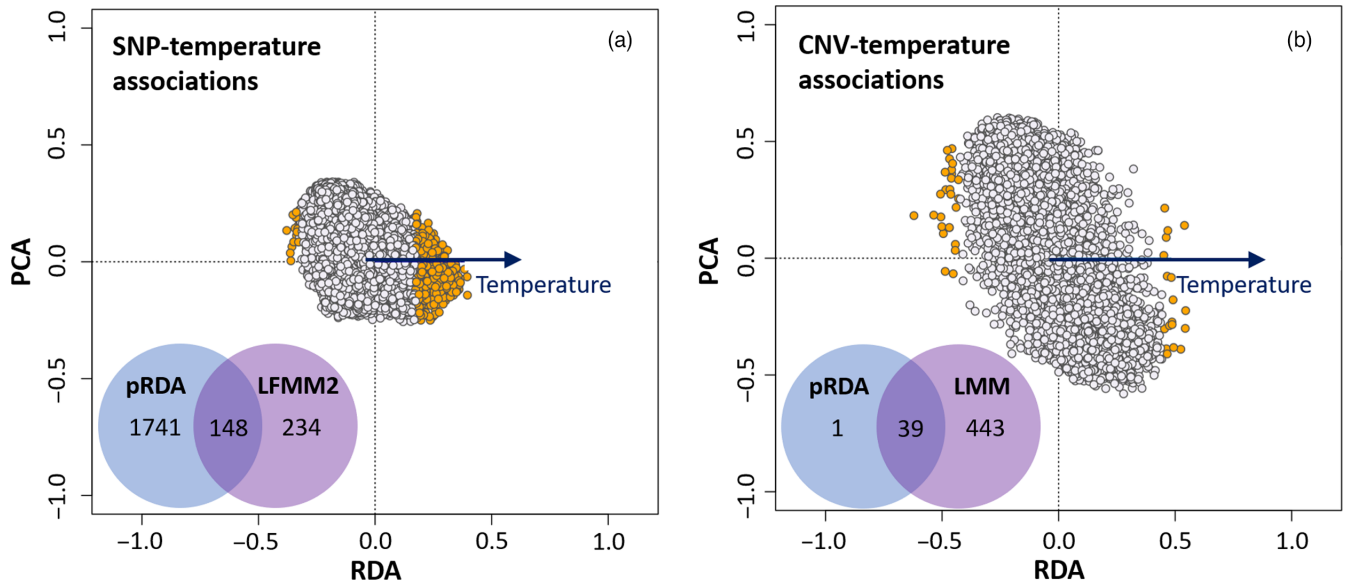 SNP-temperature
associations
(a)
1.0
0.5
0.0
−0.5
−1.0
PCA
Temperature
pRDA
LFMM2
1741
148
234
−1.0
−0.5
0.0
0.5
1.0
RDA
CNV-temperature
associations
(b)
1.0
0.5
0.0
−0.5
−1.0
PCA
Temperature
pRDA
LMM
1
39
443
−1.0
−0.5
0.0
0.5
1.0
RDA